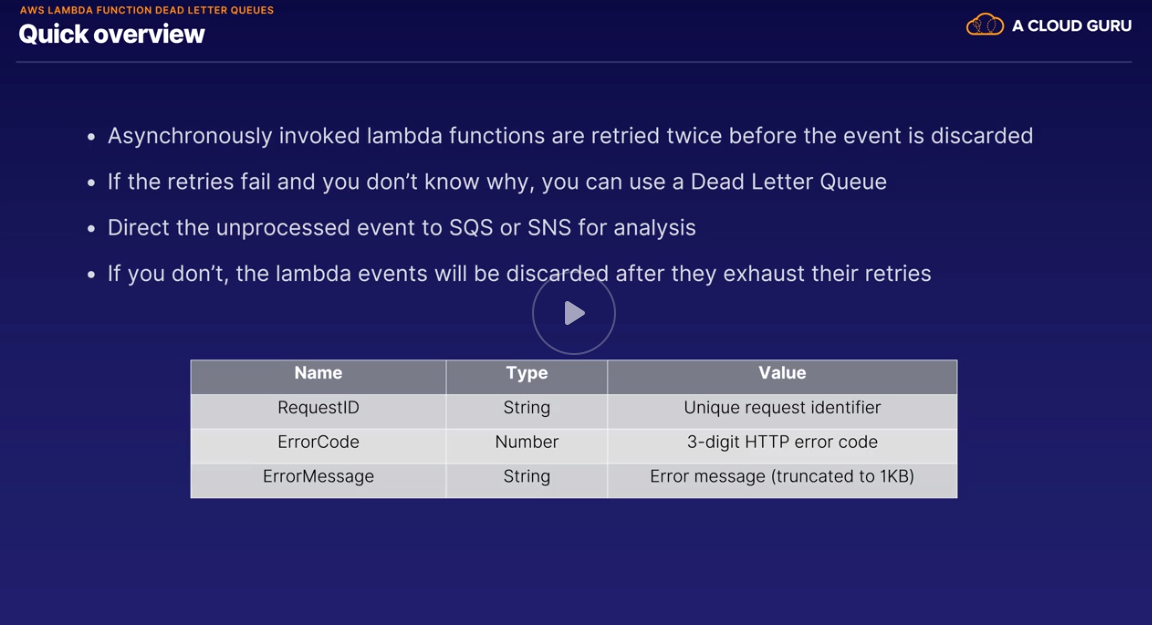 AWS LAMBDA FUNCTION DEAD LETTER QUEUES
Quick overview
A CLOUD GURU
• Asynchronously invoked lambda functions are retried twice before the event is discarded
• If the retries fail and you don’t know why, you can use a Dead Letter Queue
• Direct the unprocessed event to SQS or SNS for analysis
• If you don’t, the lambda events will be discarded after they exhaust their retries
Name Type Value
RequestID String Unique request identifier
ErrorCode Number 3-digit HTTP error code
ErrorMessage String Error message (truncated to 1KB)